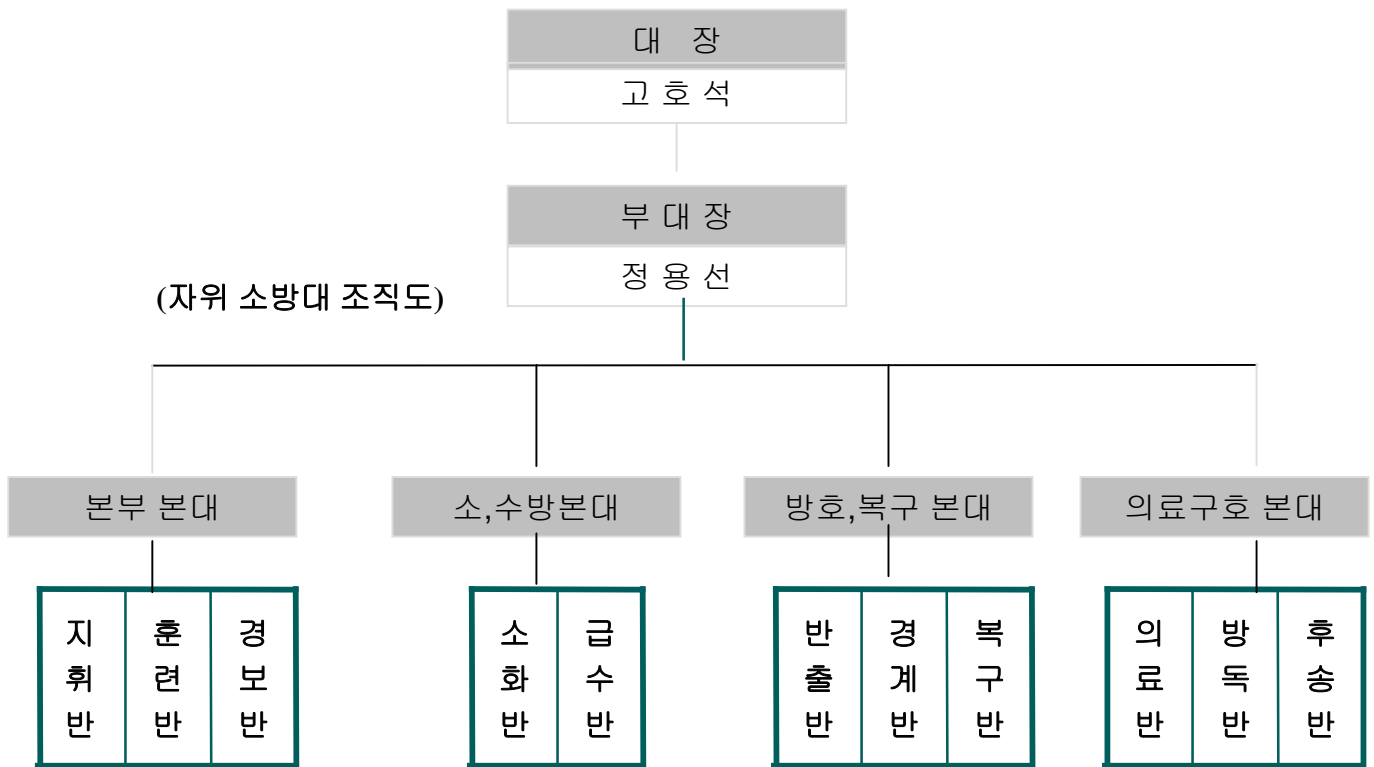 대 장
고 호 석
부 대 장
정 용 선
(자위 소방대 조직도)
본부 본대
소,수방본대
방호,복구 본대
의료구호 본대
지휘반
훈련반
경보반
소화반
급수반
반출반
경계반
복구반
의료반
방독반
후송반